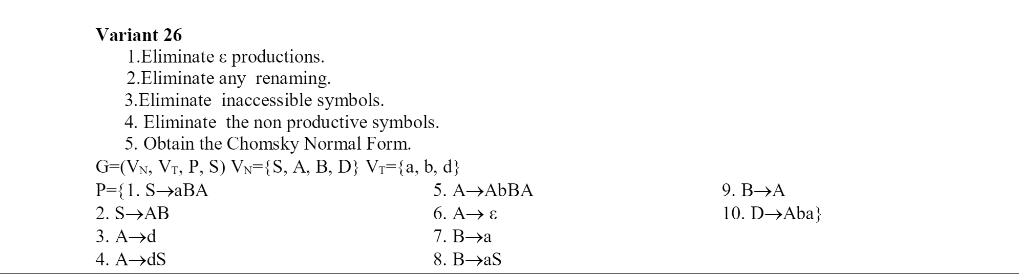 Variant 26
1.Eliminate ε productions.
2.Eliminate any renaming.
3.Eliminate inaccessible symbols.
4. Eliminate the non productive symbols.
5. Obtain the Chomsky Normal Form.
G=(VN, VT, P, S) VN={S, A, B, D} VT={a, b, d}
P={1. S→aBA 5. A→AbBA 9. B→A
2. S→AB 6. A→ ε 10. D→Aba}
3. A→d 7. B→a
4. A→dS 8. B→aS